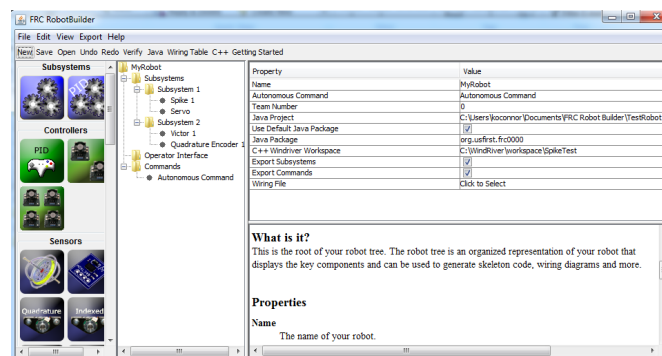 FRC RobotBuilder
File Edit View Export Help
New Save Open Undo Redo Verify Java Wiring Table C++ Getting Started
Subsystems
PID
Controllers
PID
Sensors
Quadrature
Indexed
MyRobot
Subsystems
Subsystem 1
Spike 1
Servo
Subsystem 2
Victor 1
Quadrature Encoder 1
Operator Interface
Commands
Autonomous Command
Property Value
Name MyRobot
Autonomous Command Autonomous Command
Team Number 0
Java Project C:\Users\koconnor\Documents\FRC Robot Builder\TestRobot
Use Default Java Package
Java Package org.usfirst.frc0000
C++ Windriver Workspace C:\WindRiver\workspace\SpikeTest
Export Subsystems
Export Commands
Wiring File Click to Select
What is it?
This is the root of your robot tree. The robot tree is an organized representation of your robot that
displays the key components and can be used to generate skeleton code, wiring diagrams and more.
Properties
Name
The name of your robot.